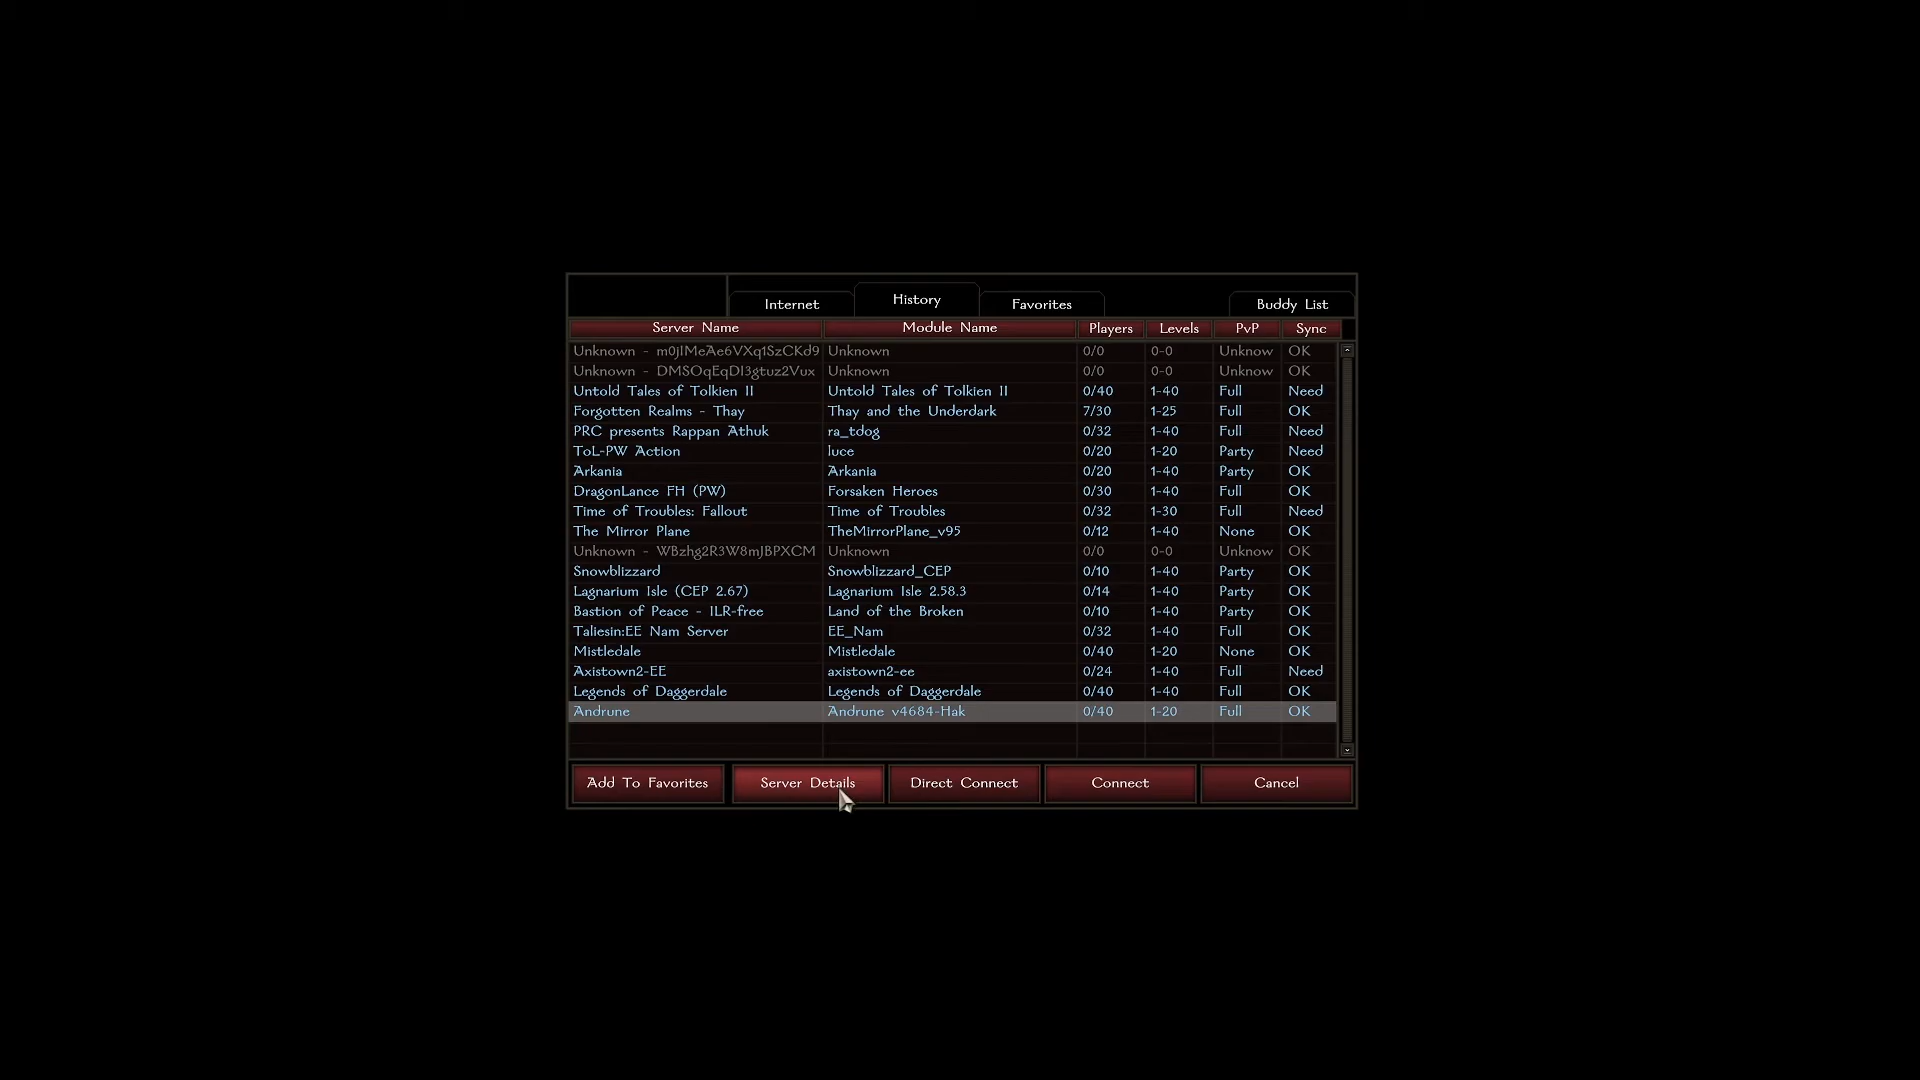 Internet History Favorites Buddy List
Server Name Module Name Players Levels PvP Sync
Unknown - m0jIMeAe6VXq1SzCKd9 Unknown 0/0 0-0 Unknow OK
Unknown - DMSOqEqDI3gtuz2Vux Unknown 0/0 0-0 Unknow OK
Untold Tales of Tolkien II Untold Tales of Tolkien II 0/40 1-40 Full Need
Forgotten Realms - Thay Thay and the Underdark 7/30 1-25 Full OK
PRC presents Rappan Athuk ra_tdog 0/32 1-40 Full Need
ToL-PW Action luce 0/20 1-20 Party Need
Arkania Arkania 0/20 1-40 Party OK
DragonLance FH (PW) Forsaken Heroes 0/30 1-40 Full OK
Time of Troubles: Fallout Time of Troubles 0/32 1-30 Full Need
The Mirror Plane TheMirrorPlane_v95 0/12 1-40 None OK
Unknown - WBzhg2R3W8mJBPXCM Unknown 0/0 0-0 Unknow OK
Snowblizzard Snowblizzard_CEP 0/10 1-40 Party OK
Lagnarium Isle (CEP 2.67) Lagnarium Isle 2.58.3 0/14 1-40 Party OK
Bastion of Peace - ILR-free Land of the Broken 0/10 1-40 Party OK
Taliesin:EE Nam Server EE_Nam 0/32 1-40 Full OK
Mistledale Mistledale 0/40 1-20 None OK
Axistown2-EE axistown2-ee 0/24 1-40 Full Need
Legends of Daggerdale Legends of Daggerdale 0/40 1-40 Full OK
Andrune Andrune v4684-Hak 0/40 1-20 Full OK
Add To Favorites Server Details Direct Connect Connect Cancel